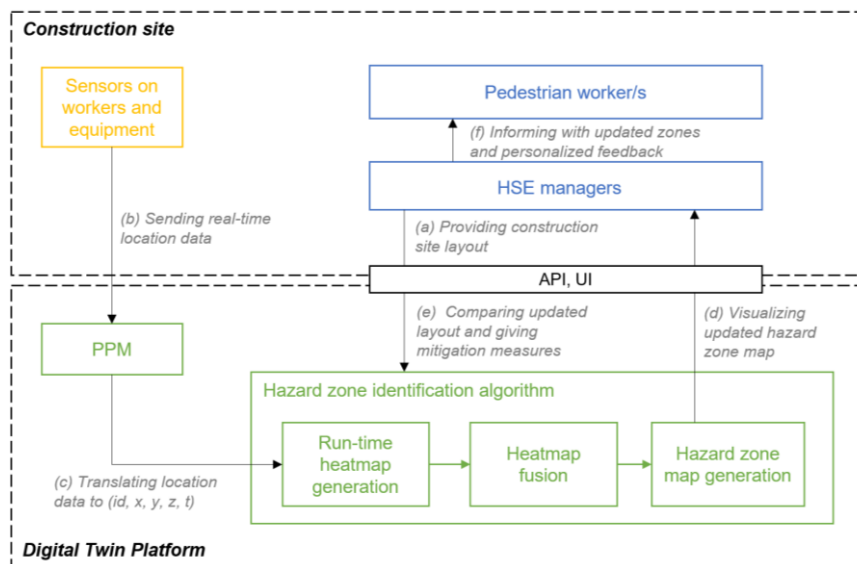 Construction site
Sensors on
workers and
equipment
Pedestrian worker/s
(f) Informing with updated zones
and personalized feedback
HSE managers
(b) Sending real-time
location data
(a) Providing construction
site layout
API, UI
(e) Comparing updated
layout and giving
mitigation measures
(d) Visualizing
updated hazard
zone map
PPM
Hazard zone identification algorithm
Run-time
heatmap
generation
Heatmap
fusion
Hazard zone
map generation
(c) Translating location
data to (id, x, y, z, t)
Digital Twin Platform